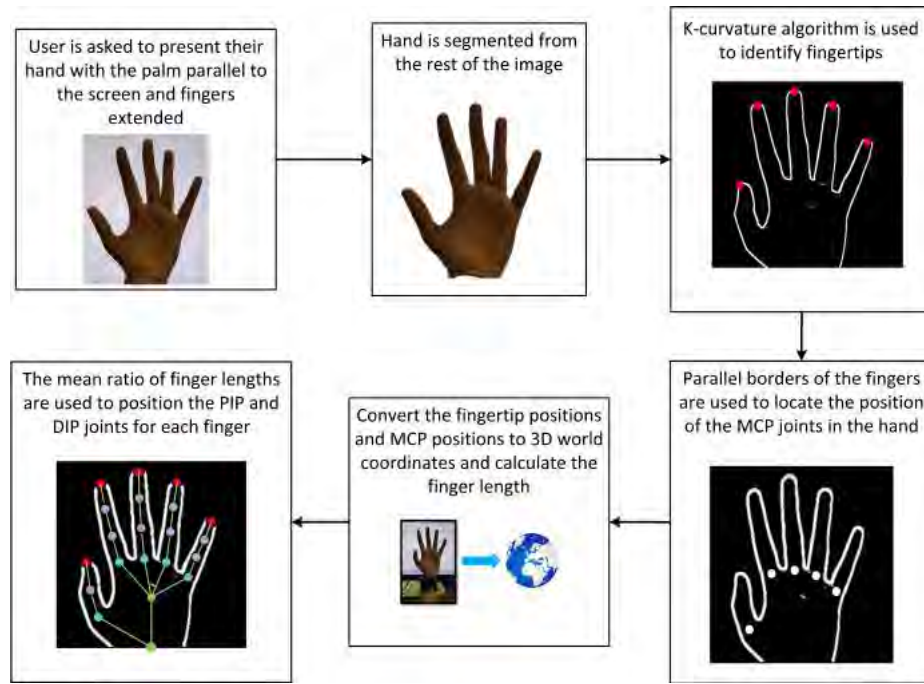 User is asked to present their
hand with the palm parallel to
the screen and fingers
extended
Hand is segmented from
the rest of the image
K-curvature algorithm is used
to identify fingertips
Parallel borders of the fingers
are used to locate the position
of the MCP joints in the hand
Convert the fingertip positions
and MCP positions to 3D world
coordinates and calculate the
finger length
The mean ratio of finger lengths
are used to position the PIP and
DIP joints for each finger